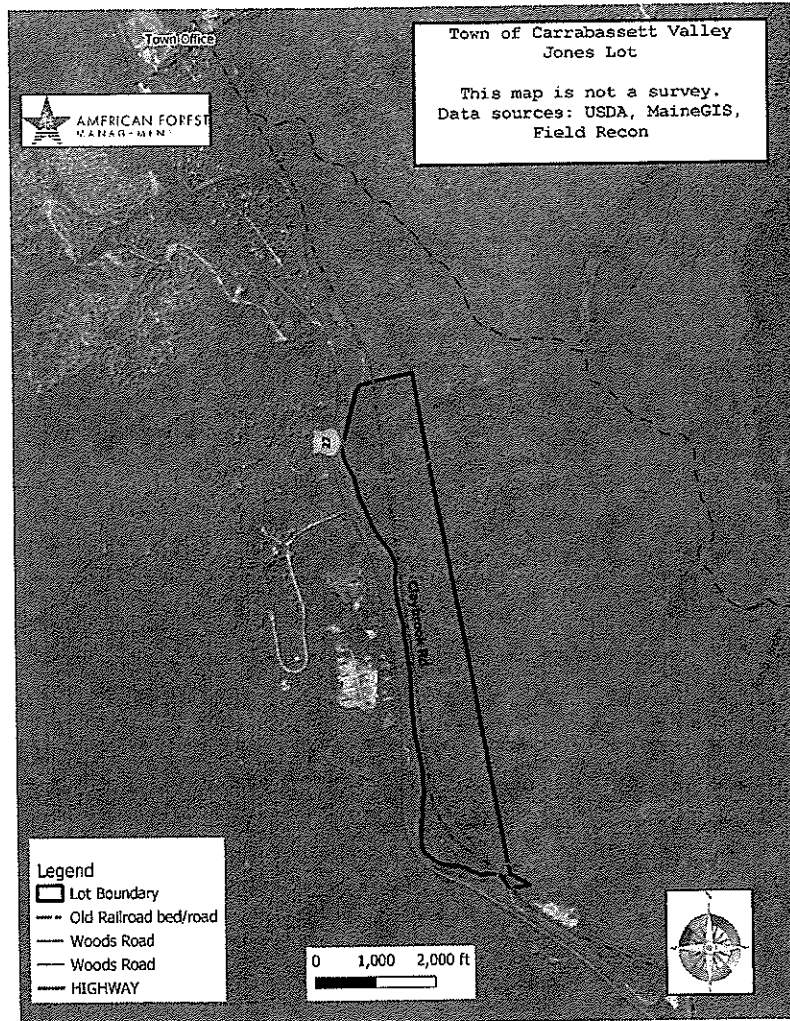 Town Office
Town of Carrabassett Valley
Jones Lot
This map is not a survey.
Data sources: USDA, MaineGIS,
Field Recon
AMERICAN FOREST
MANAGEMENT
27
Rd
Legend
Lot Boundary
Old Railroad bed/road
Woods Road
Woods Road
HIGHWAY
0 1,000 2,000 ft